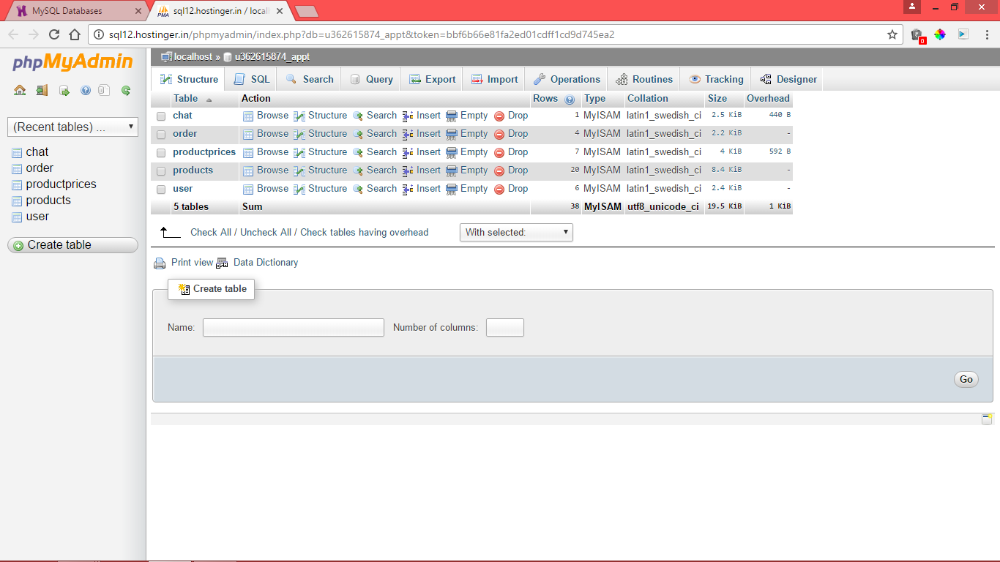 MySQL Databases
sql12.hostinger.in / local
sql12.hostinger.in/phpmyadmin/index.php?db=u362615874_appt&token=bbf6b66e81fa2ed01cdff1cd9d745ea2
0
phpMyAdmin
(Recent tables) ...
chat
order
productprices
products
user
Create table
localhost » u362615874_appt
Structure SQL Search Query Export Import Operations Routines Tracking Designer
Table Action Rows Type Collation Size Overhead
chat Browse Structure Search Insert Empty Drop 1 MyISAM latin1_swedish_ci 2.5 KiB 440 B
order Browse Structure Search Insert Empty Drop 4 MyISAM latin1_swedish_ci 2.2 KiB -
productprices Browse Structure Search Insert Empty Drop 7 MyISAM latin1_swedish_ci 4 KiB 592 B
products Browse Structure Search Insert Empty Drop 20 MyISAM latin1_swedish_ci 8.4 KiB -
user Browse Structure Search Insert Empty Drop 6 MyISAM latin1_swedish_ci 2.4 KiB -
5 tables Sum 38 MyISAM utf8_unicode_ci 19.5 KiB 1 KiB
Check All / Uncheck All / Check tables having overhead With selected:
Print view Data Dictionary
Create table
Name: Number of columns:
Go